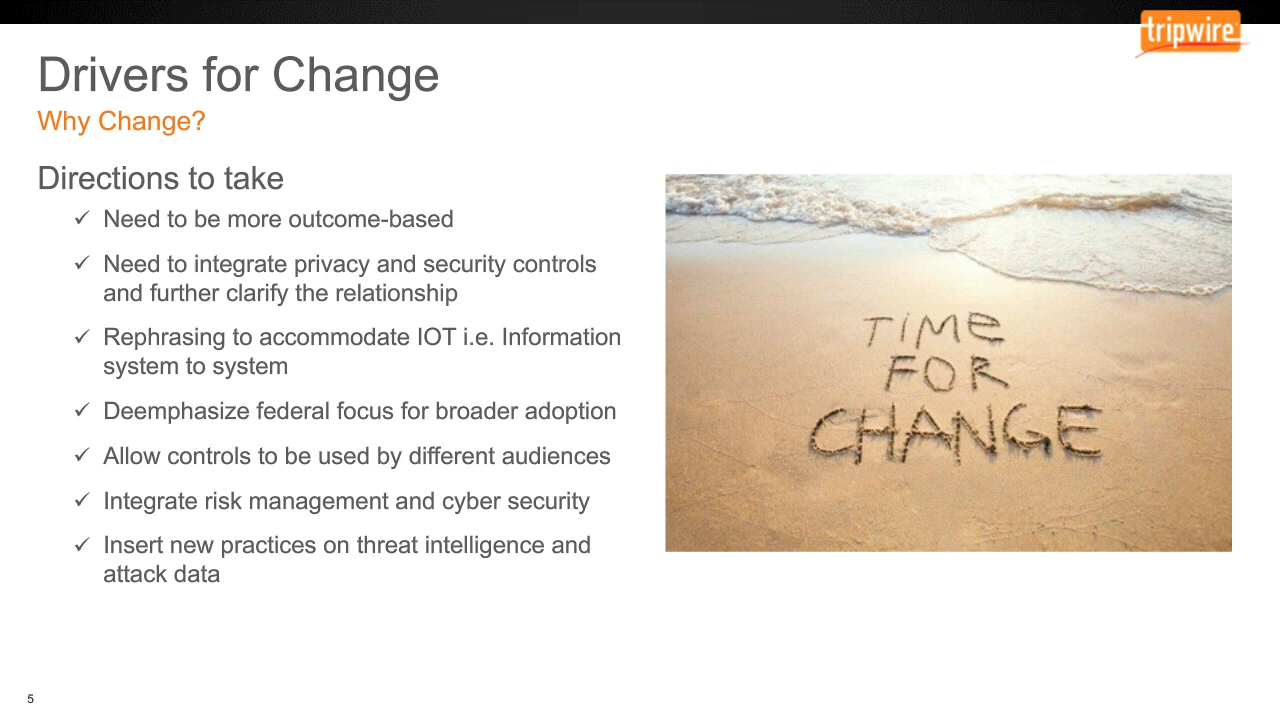 tripwire
Drivers for Change
Why Change?
Directions to take
✓ Need to be more outcome-based
✓ Need to integrate privacy and security controls
and further clarify the relationship
✓ Rephrasing to accommodate IOT i.e. Information
system to system
✓ Deemphasize federal focus for broader adoption
✓ Allow controls to be used by different audiences
✓ Integrate risk management and cyber security
✓ Insert new practices on threat intelligence and
attack data
TIME
FOR
CHANGE
5